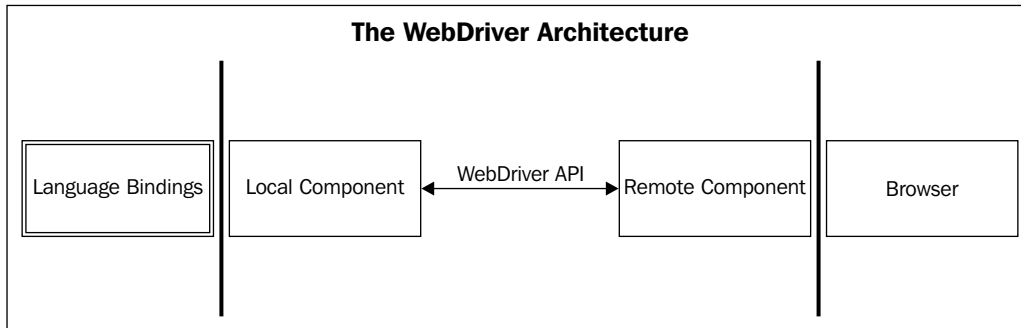 The WebDriver Architecture
Language Bindings
Local Component
WebDriver API
Remote Component
Browser